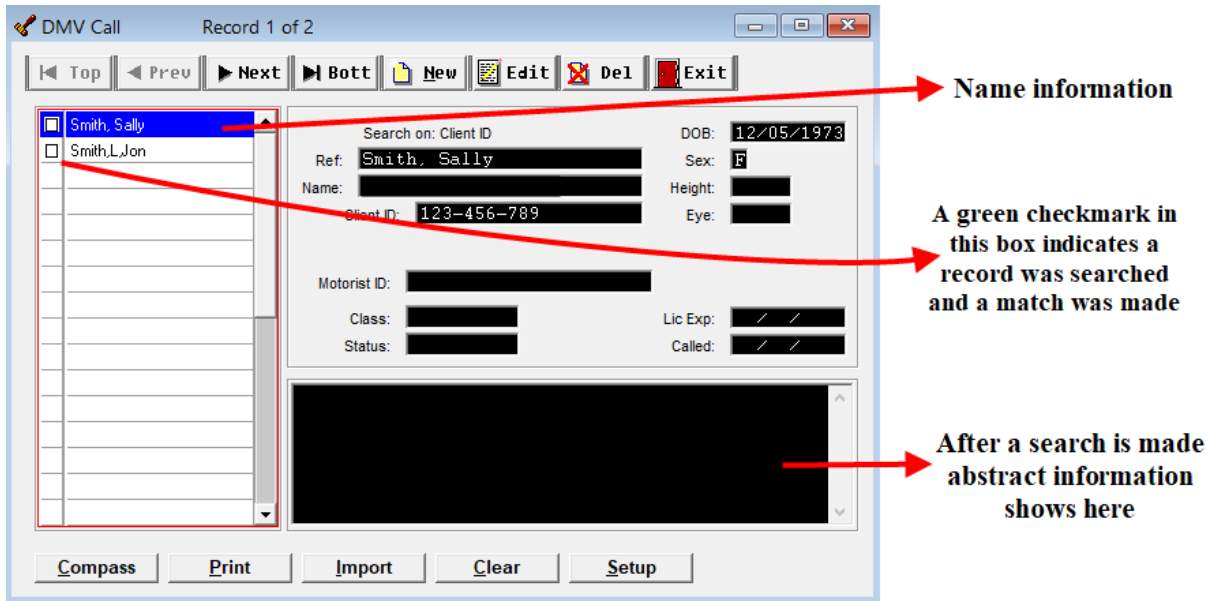 DMV Call Record 1 of 2
Top Prev Next Bott New Edit Del Exit
Smith, Sally
Smith,L,Jon
Search on: Client ID
DOB: 12/05/1973
Ref: Smith, Sally
Sex: F
Name:
Height:
Client ID: 123-456-789
Eye:
Motorist ID:
Class:
Lic Exp: / /
Status:
Called: / /
Compass Print Import Clear Setup
Name information
A green checkmark in
this box indicates a
record was searched
and a match was made
After a search is made
abstract information
shows here